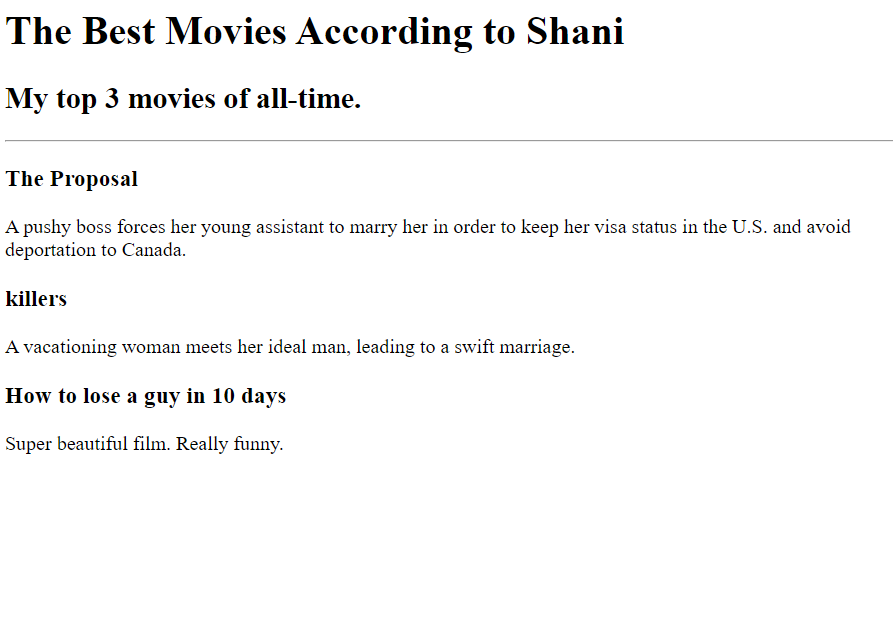 The Best Movies According to Shani
My top 3 movies of all-time.
The Proposal
A pushy boss forces her young assistant to marry her in order to keep her visa status in the U.S. and avoid
deportation to Canada.
killers
A vacationing woman meets her ideal man, leading to a swift marriage.
How to lose a guy in 10 days
Super beautiful film. Really funny.